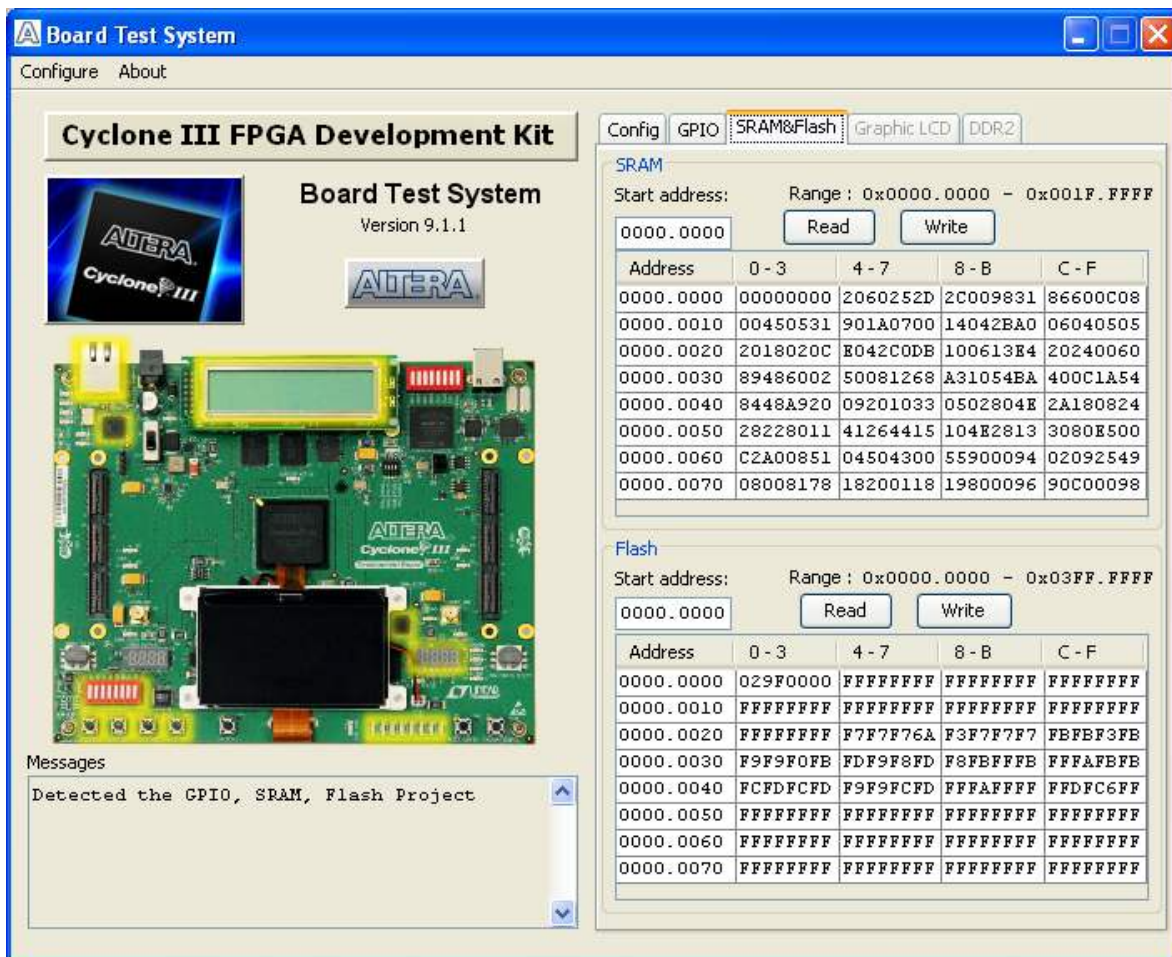 Board Test System
Configure About
Cyclone III FPGA Development Kit
ALTERA
Cyclone III
Board Test System
Version 9.1.1
ALTERA
ALTERA
Cyclone III
Messages
Detected the GPIO, SRAM, Flash Project
Config GPIO SRAM&Flash Graphic LCD DDR2
SRAM
Start address: Range : 0x0000.0000 - 0x001F.FFFF
0000.0000 Read Write
Address 0 - 3 4 - 7 8 - B C - F
0000.0000 00000000 2060252D 2C009831 86600C08
0000.0010 00450531 901A0700 14042BA0 06040505
0000.0020 2018020C E042C0DB 100613E4 20240060
0000.0030 89486002 50081268 A31054BA 400C1A54
0000.0040 8448A920 09201033 0502804E 2A180824
0000.0050 28228011 41264415 104E2813 3080E500
0000.0060 C2A00851 04504300 55900094 02092549
0000.0070 08008178 18200118 19800096 90C00098
Flash
Start address: Range : 0x0000.0000 - 0x03FF.FFFF
0000.0000 Read Write
Address 0 - 3 4 - 7 8 - B C - F
0000.0000 029F0000 FFFFFFFF FFFFFFFF FFFFFFFF
0000.0010 FFFFFFFF FFFFFFFF FFFFFFFF FFFFFFFF
0000.0020 FFFFFFFF F7F7F76A F3F7F7F7 FBFBF3FB
0000.0030 F9F9F0FB FDF9F8FD F8FBFFFB FFFAFBFB
0000.0040 FCFDFCFD F9F9FCFD FFFAFFFF FFDFC6FF
0000.0050 FFFFFFFF FFFFFFFF FFFFFFFF FFFFFFFF
0000.0060 FFFFFFFF FFFFFFFF FFFFFFFF FFFFFFFF
0000.0070 FFFFFFFF FFFFFFFF FFFFFFFF FFFFFFFF